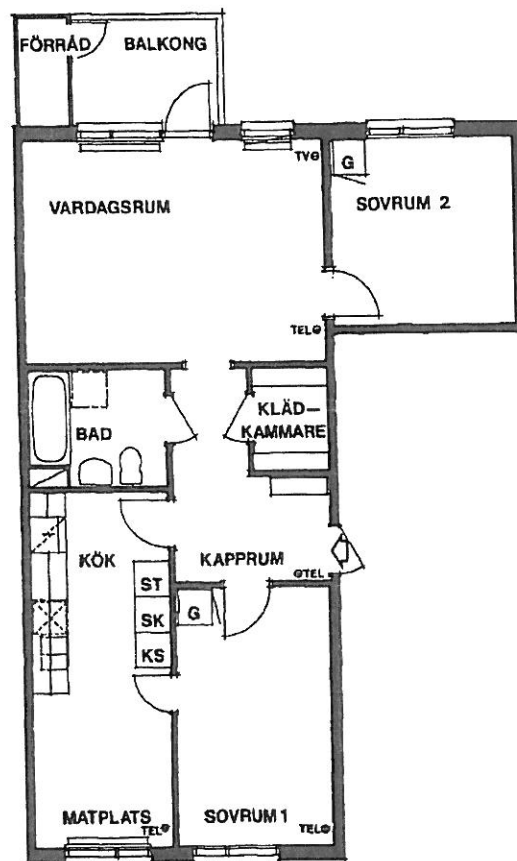 FÖRRÅD BALKONG
TV
G
VARDAGSRUM SOVRUM 2
TEL
BAD
KLÄD-
KAMMARE
KÖK KAPPRUM
TEL
ST
SK
KS
G
MATPLATS
TEL
SOVRUM 1
TEL